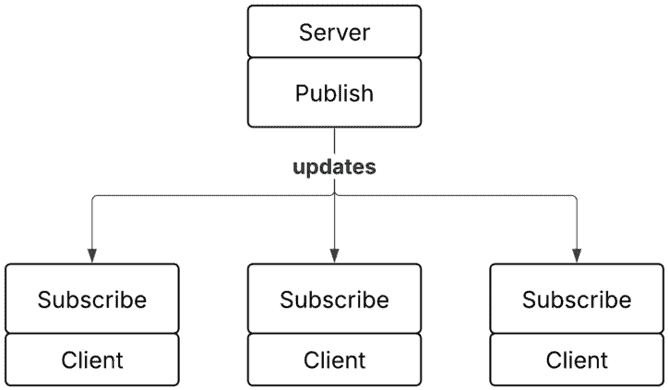 Server
Publish
updates
Subscribe Subscribe Subscribe
Client Client Client